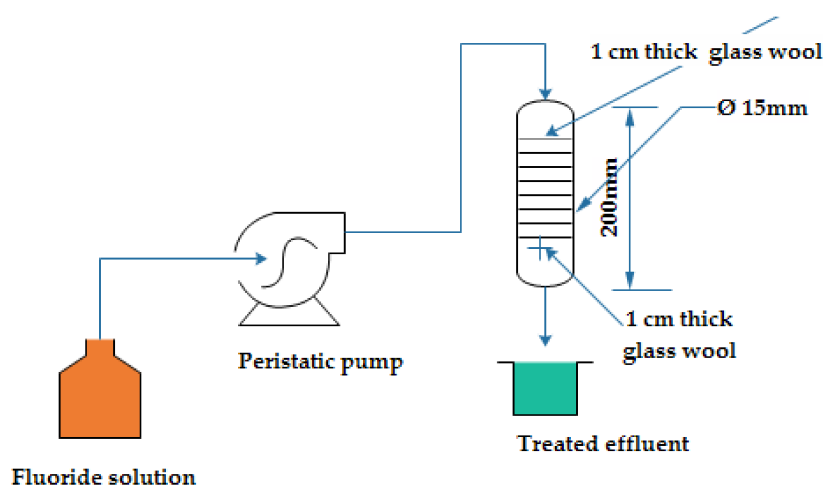 1 cm thick glass wool
Ø 15mm
200mm
1 cm thick
glass wool
Peristatic pump
Treated effluent
Fluoride solution